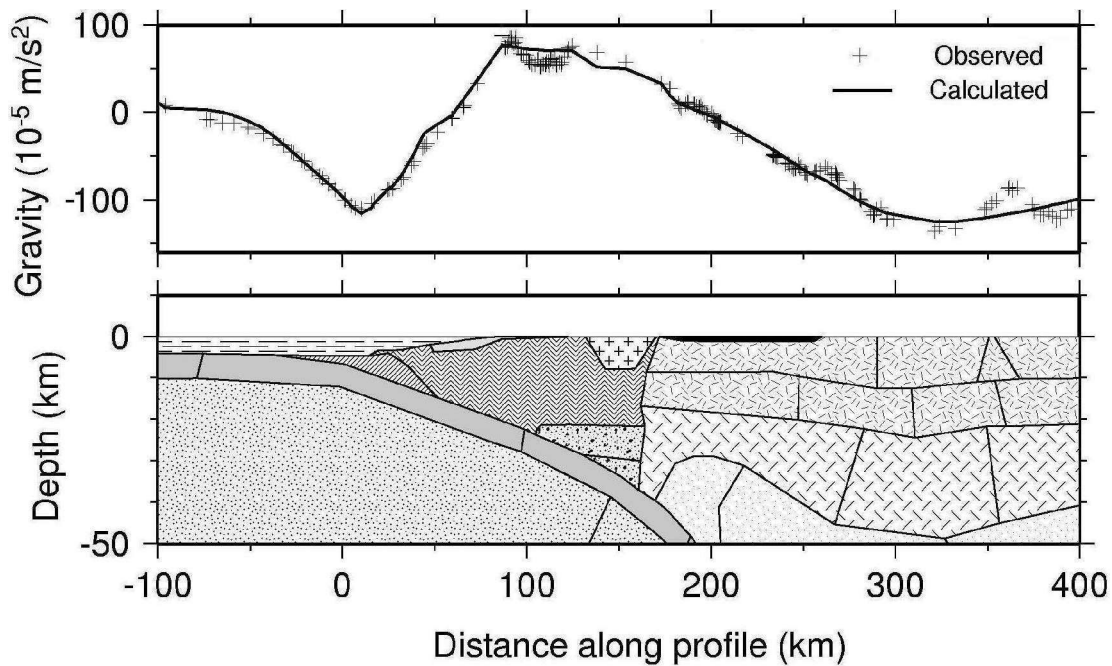 Gravity (10⁻⁵ m/s²)
100
0
-100
Observed
Calculated
Depth (km)
0
-50
-100 0 100 200 300 400
Distance along profile (km)